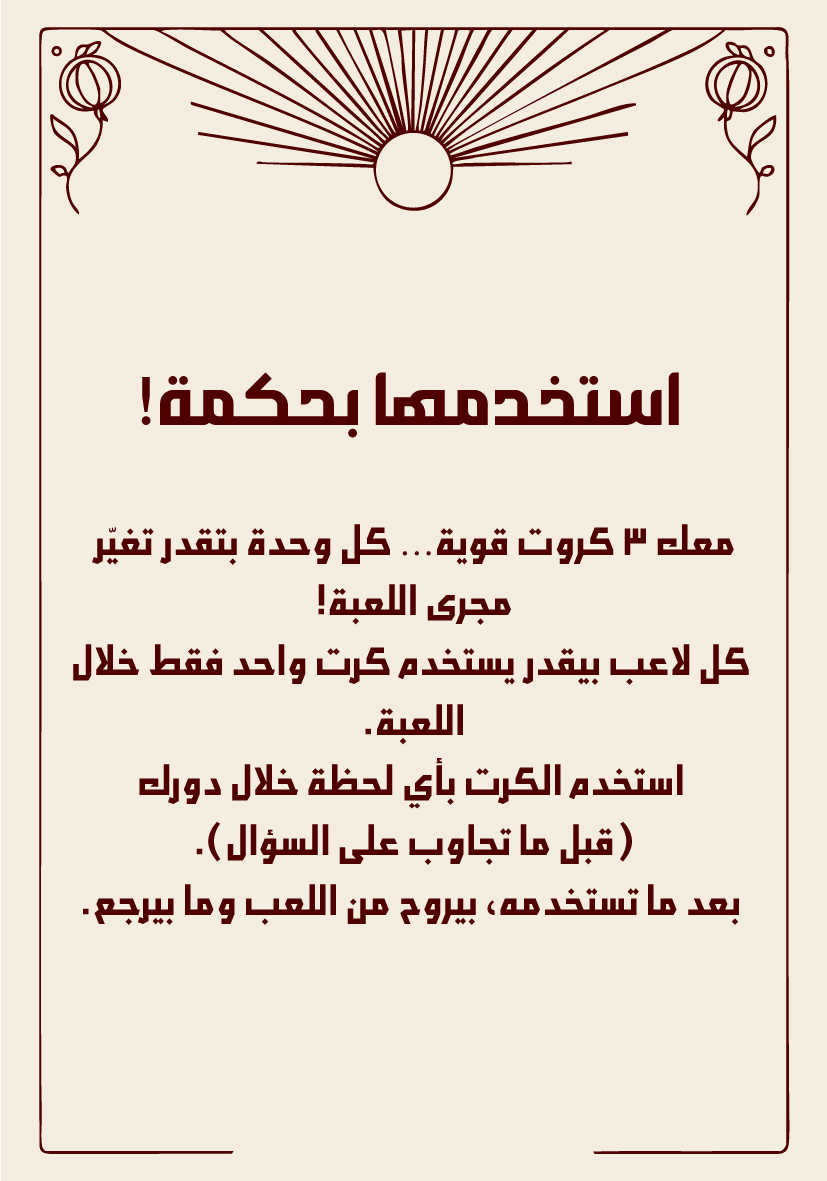 استخدمها بحكمة!
معك ٣ كروت قوية... كل وحدة بتقدر تغيّر
مجرى اللعبة!
كل لاعب بيقدر يستخدم كرت واحد فقط خلال
اللعبة.
استخدم الكرت بأي لحظة خلال دورك
(قبل ما تجاوب على السؤال).
بعد ما تستخدمه، بيروح من اللعب وما بيرجع.